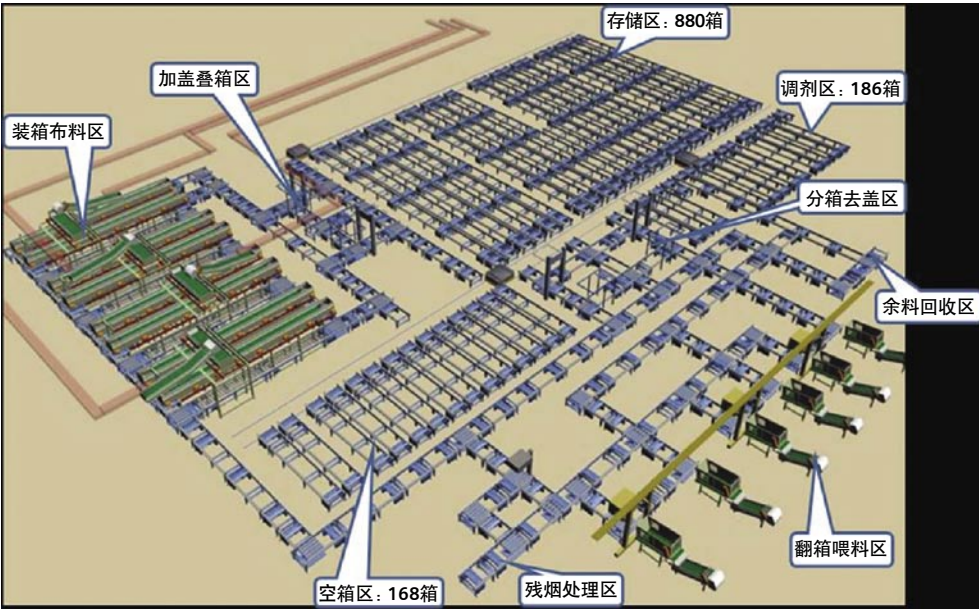 存储区：880箱
加盖叠箱区
调剂区：186箱
装箱布料区
分箱去盖区
余料回收区
翻箱喂料区
空箱区：168箱
残烟处理区